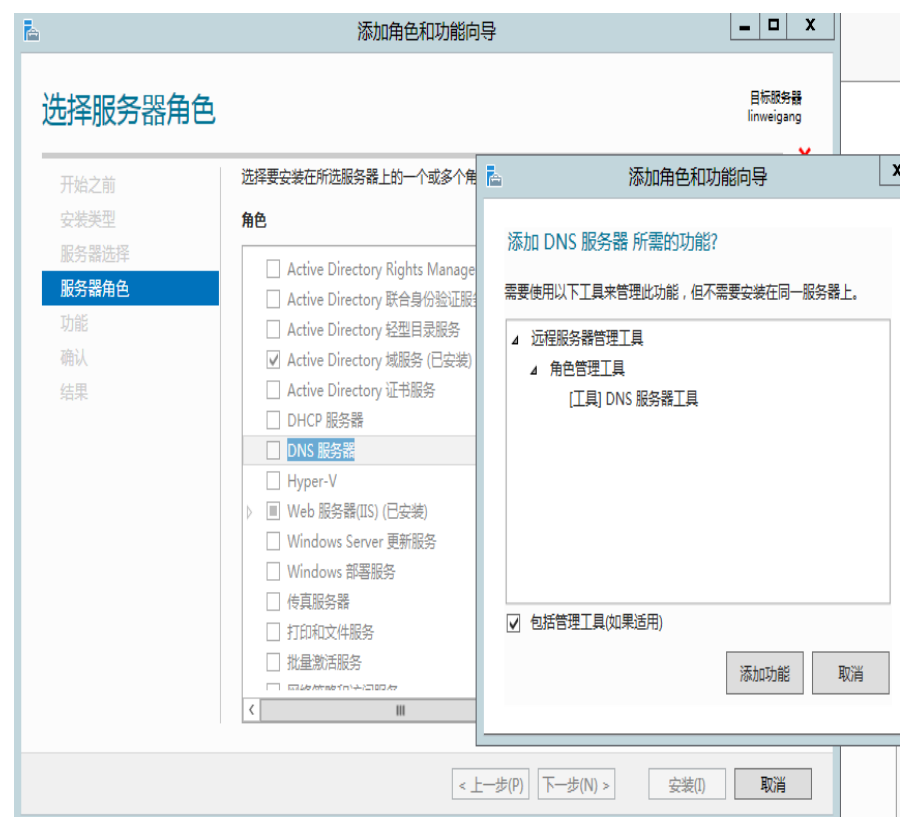 添加角色和功能向导
选择服务器角色
目标服务器
linweigang
开始之前
安装类型
服务器选择
服务器角色
功能
确认
结果
选择要安装在所选服务器上的一个或多个角
角色
Active Directory Rights Manage
Active Directory 联合身份验证服
Active Directory 轻型目录服务
Active Directory 域服务 (已安装)
Active Directory 证书服务
DHCP 服务器
DNS 服务器
Hyper-V
Web 服务器(IIS) (已安装)
Windows Server 更新服务
Windows 部署服务
传真服务器
打印和文件服务
批量激活服务
网络策略和访问服务
< 上一步(P)
下一步(N) >
安装(I)
取消
添加角色和功能向导
添加 DNS 服务器 所需的功能?
需要使用以下工具来管理此功能，但不需要安装在同一服务器上。
远程服务器管理工具
角色管理工具
[工具] DNS 服务器工具
包括管理工具(如果适用)
添加功能
取消